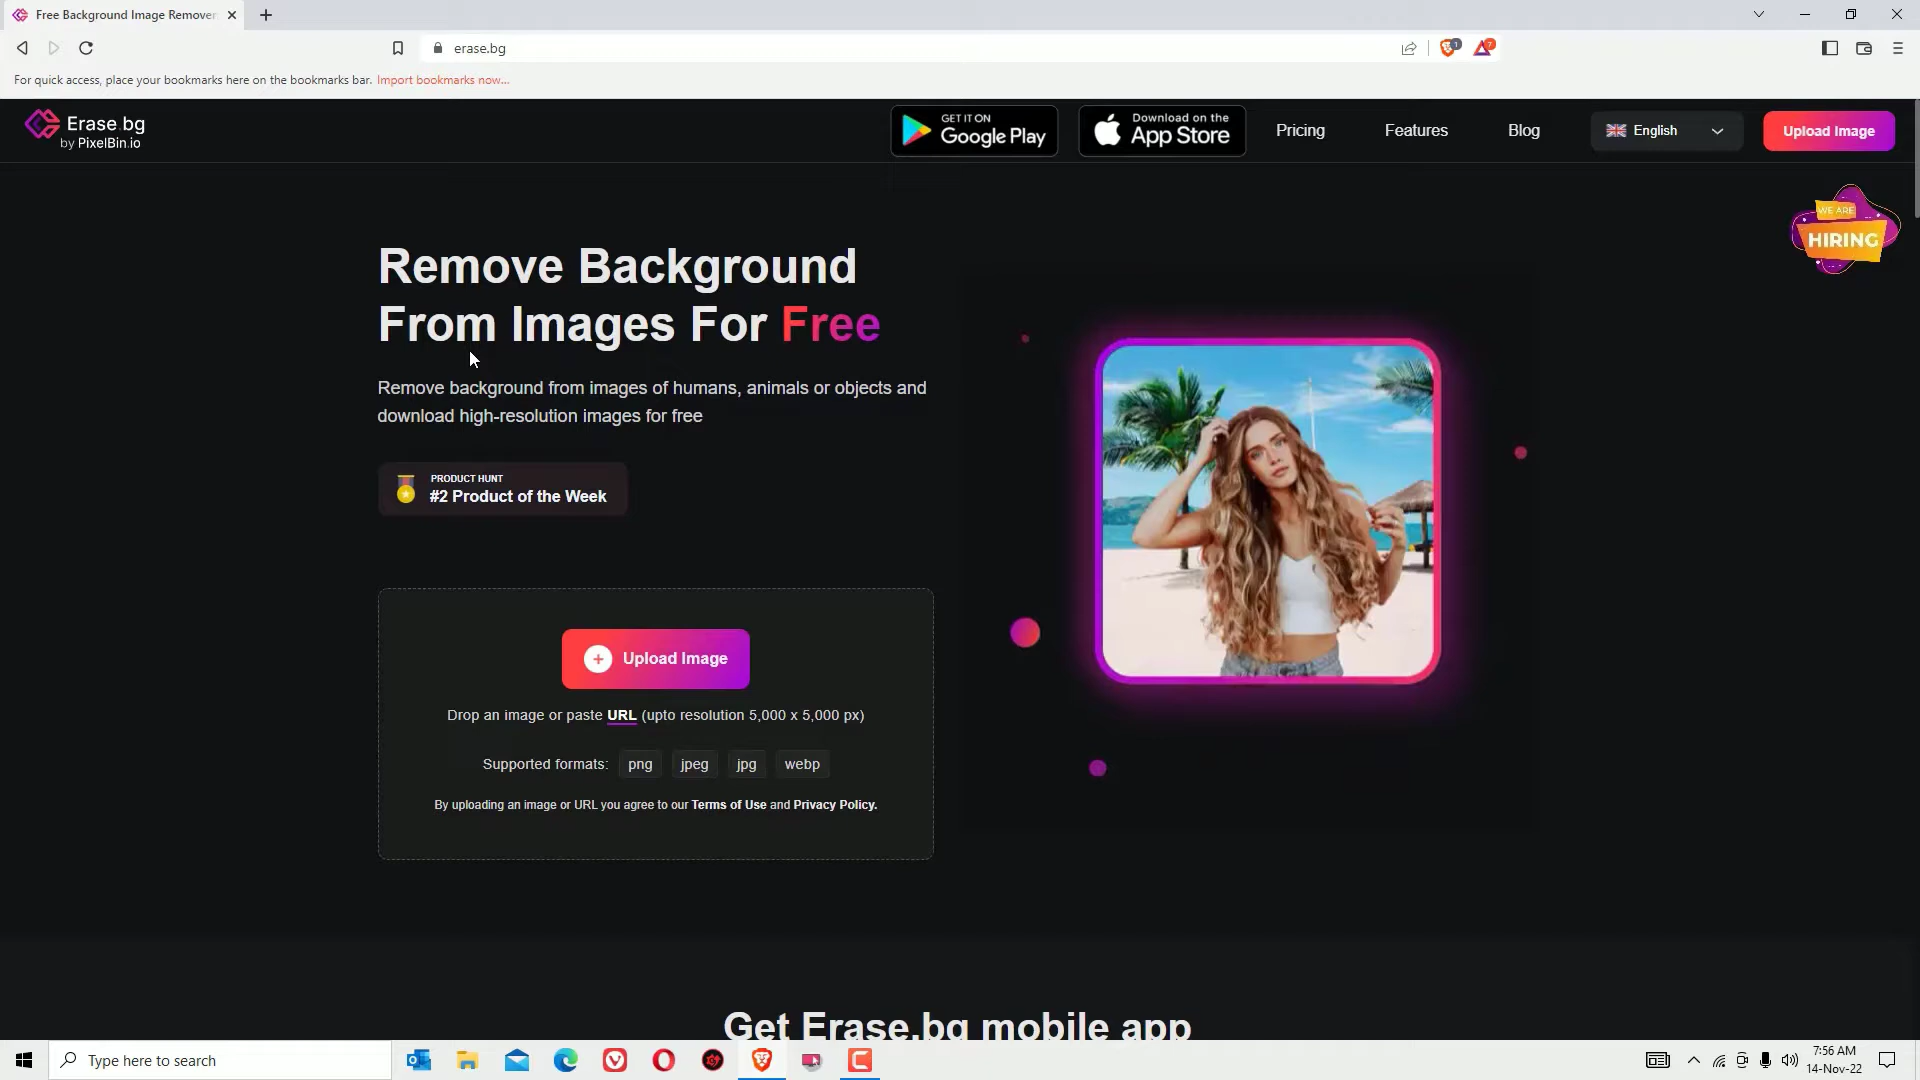 Free Background Image Remover
erase.bg
1
7
For quick access, place your bookmarks here on the bookmarks bar. Import bookmarks now...
Erase.bg
by PixelBin.io
GET IT ON
Google Play
Download on the
App Store
Pricing
Features
Blog
English
Upload Image
WE ARE
HIRING
Remove Background
From Images For Free
Remove background from images of humans, animals or objects and
download high-resolution images for free
PRODUCT HUNT
#2 Product of the Week
Upload Image
Drop an image or paste URL (upto resolution 5,000 x 5,000 px)
Supported formats: png jpeg jpg webp
By uploading an image or URL you agree to our Terms of Use and Privacy Policy.
Get Erase.bg mobile app
Type here to search
7:56 AM
14-Nov-22